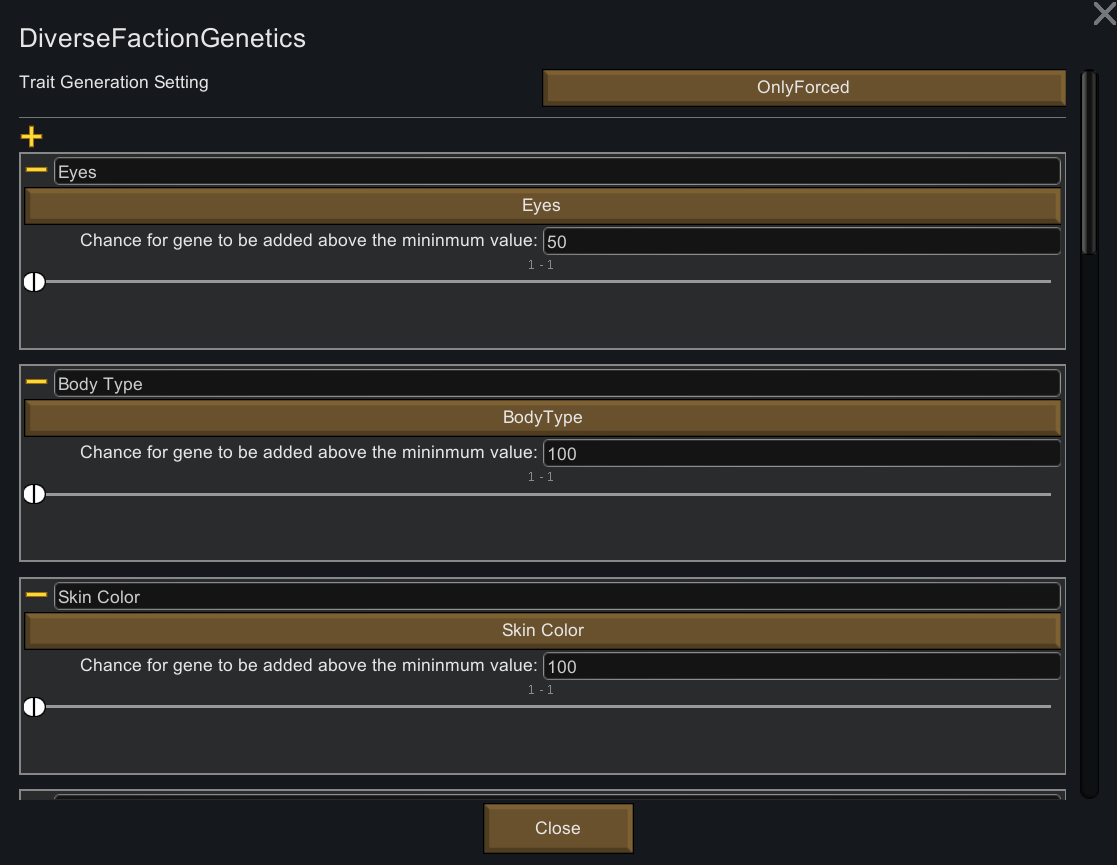 DiverseFactionGenetics
Trait Generation Setting
OnlyForced
Eyes
Eyes
Chance for gene to be added above the mininmum value: 50
1 - 1
Body Type
BodyType
Chance for gene to be added above the mininmum value: 100
1 - 1
Skin Color
Skin Color
Chance for gene to be added above the mininmum value: 100
1 - 1
Close